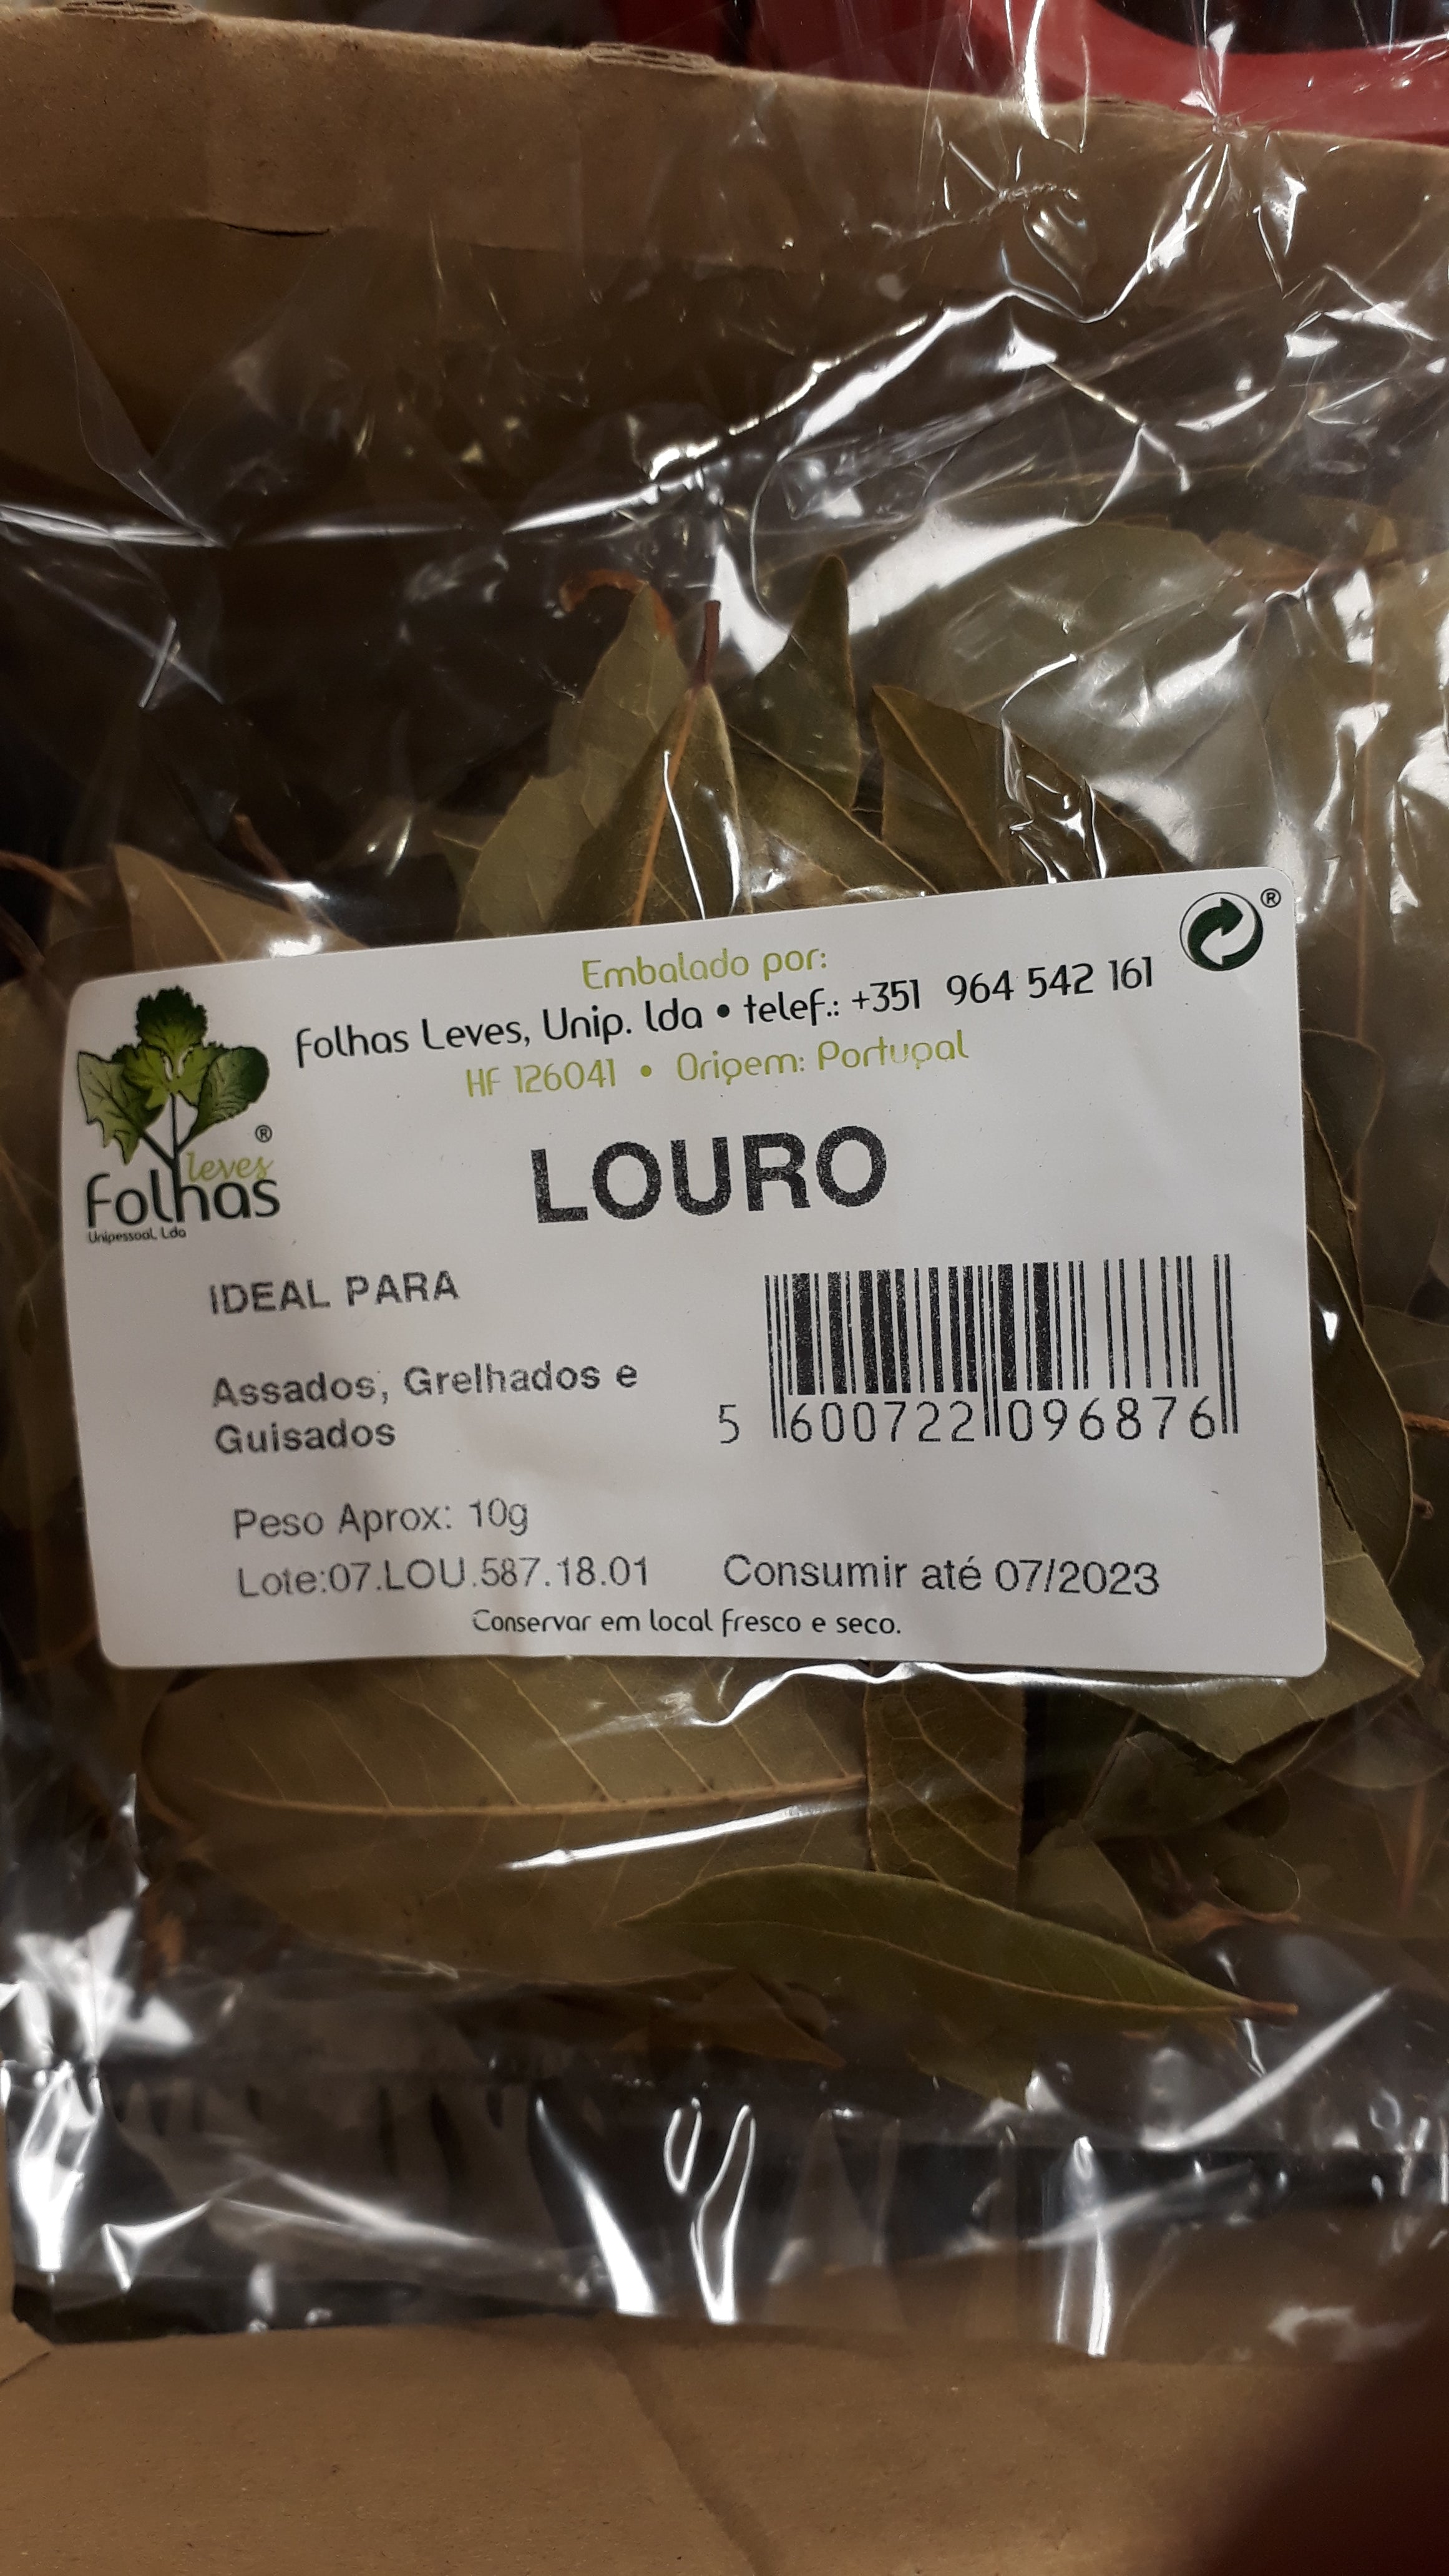 Embalado por:
Folhas Leves, Unip. lda • telef.: +351 964 542 161
HF 126041 • Origem: Portugal
®
®
leves
Folhas
Unipessoal, Lda
LOURO
IDEAL PARA
Assados, Grelhados e
Guisados
5 600722 096876
Peso Aprox: 10g
Lote:07.LOU.587.18.01 Consumir até 07/2023
Conservar em local fresco e seco.